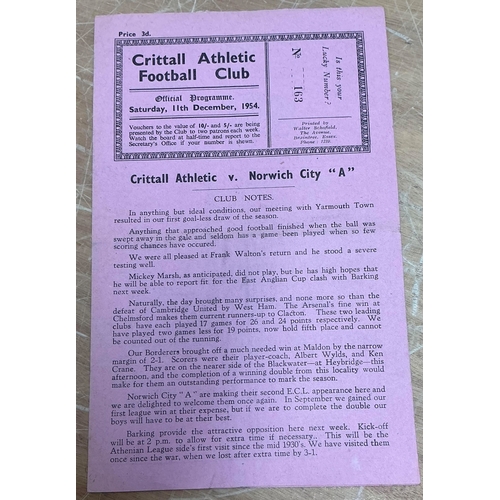 Price 3d.
Crittall Athletic
Football Club
Official Programme.
Saturday, 11th December, 1954.
Vouchers to the value of 10/- and 5/- are being
presented by the Club to two patrons each week.
Watch the board at half-time and report to the
Secretary's Office if your number is shewn.
Nº 163
Is this your
Lucky Number?
Printed by
Walter Schofield,
The Avenue,
Braintree, Essex.
Crittall Athletic v. Norwich City "A"
CLUB NOTES.
In anything but ideal conditions, our meeting with Yarmouth Town
resulted in our first goal-less draw of the season.
Anything that approached good football finished when the ball was
swept away in the gale and seldom has a game been played when so few
scoring chances have occured.
We were all pleased at Frank Walton's return and he stood a severe
testing well.
Mickey Marsh, as anticipated, did not play, but he has high hopes that
he will be able to report fit for the East Anglian Cup clash with Barking
next week.
Naturally, the day brought many surprises, and none more so than the
defeat of Cambridge United by West Ham. The Arsenal's fine win at
Chelmsford makes them current runners-up to Clacton. These two leading
clubs have each played 17 games for 26 and 24 points respectively. We
have played two games less for 19 points, now hold fifth place and cannot
be counted out of the running.
Our Borderers brought off a much needed win at Maldon by the narrow
margin of 2-1. Scorers were their player-coach, Albert Wylds, and Ken
Crane. They are on the nearer side of the Blackwater—at Heybridge—this
afternoon, and the completion of a winning double from this locality would
make for them an outstanding performance to mark the season.
Norwich City "A" are making their second E.C.L. appearance here and
we are delighted to welcome them once again. In September we gained our
first league win at their expense, but if we are to complete the double our
boys will have to be at their best.
Barking provide the attractive opposition here next week. Kick-off
will be at 2 p.m. to allow for extra time if necessary.. This will be the
Athenian League side's first visit since the mid 1930's. We have visited them
once since the war, when we lost after extra time by 3-1.